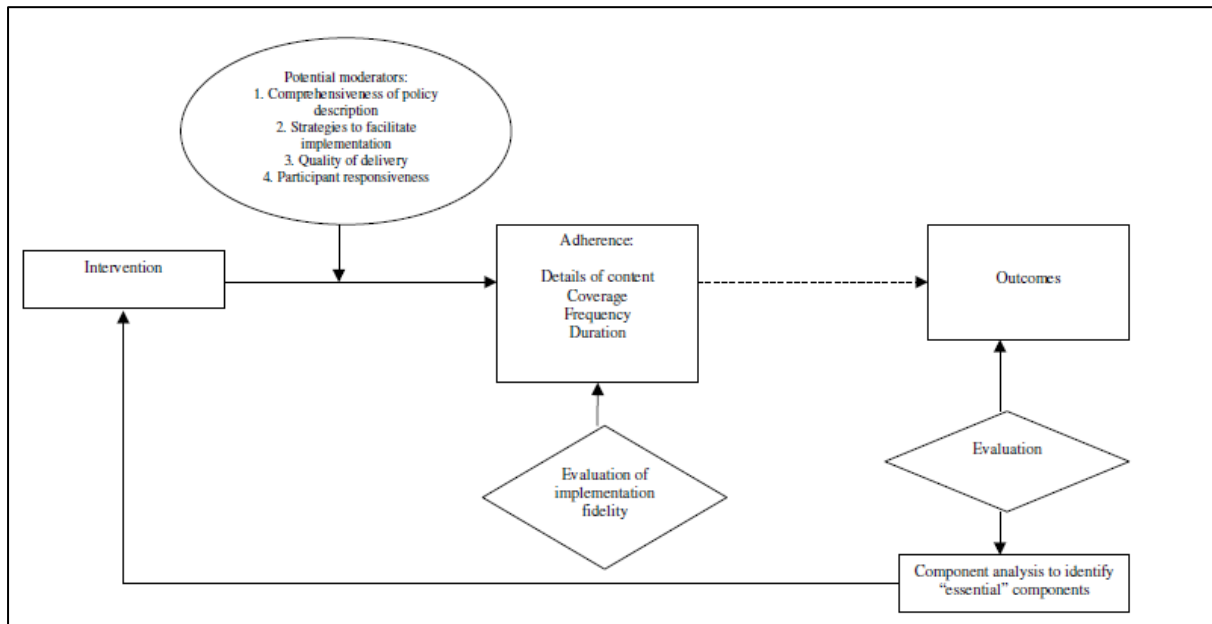 Potential moderators:
1. Comprehensiveness of policy
description
2. Strategies to facilitate
implementation
3. Quality of delivery
4. Participant responsiveness
Intervention
Adherence:
Details of content
Coverage
Frequency
Duration
Outcomes
Evaluation of
implementation
fidelity
Evaluation
Component analysis to identify
“essential” components